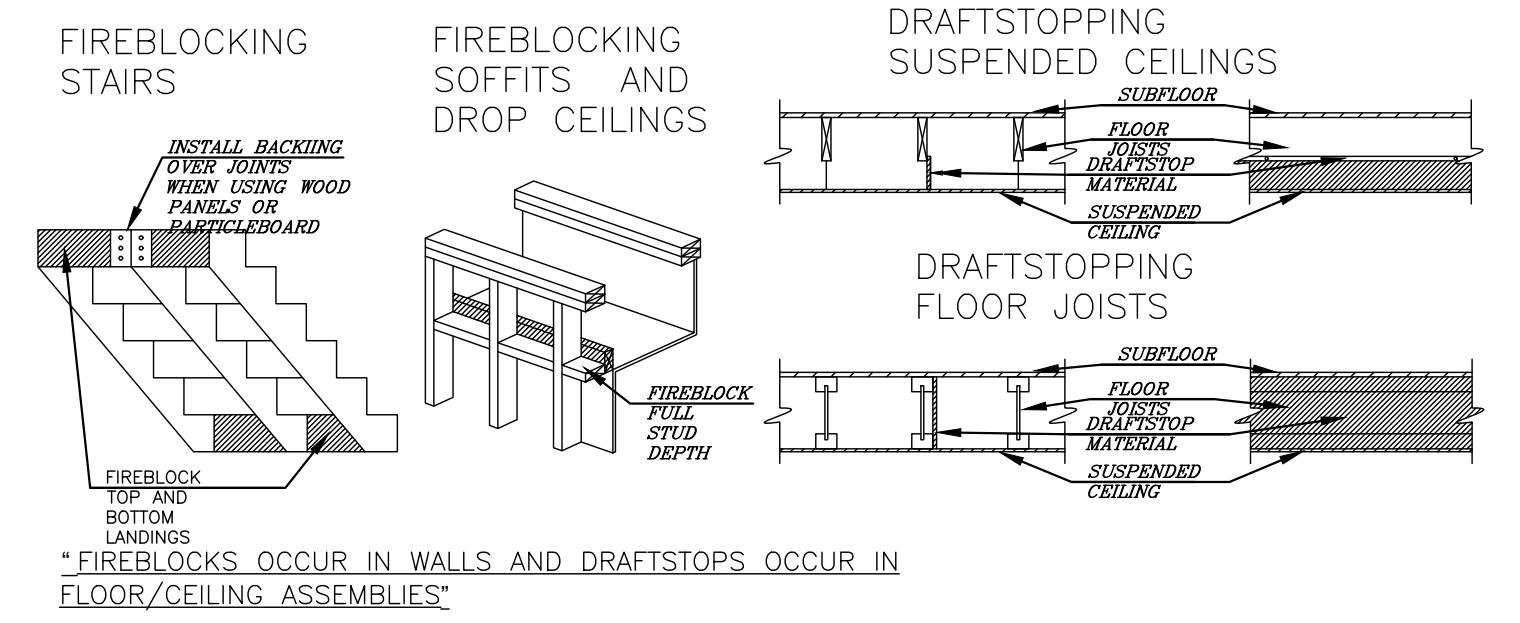 FIREBLOCKING
STAIRS
INSTALL BACKIING
OVER JOINTS
WHEN USING WOOD
PANELS OR
PARTICLEBOARD
FIREBLOCK
TOP AND
BOTTOM
LANDINGS
FIREBLOCKING
SOFFITS AND
DROP CEILINGS
FIREBLOCK
FULL
STUD
DEPTH
DRAFTSTOPPING
SUSPENDED CEILINGS
SUBFLOOR
FLOOR
JOISTS
DRAFTSTOP
MATERIAL
SUSPENDED
CEILING
DRAFTSTOPPING
FLOOR JOISTS
SUBFLOOR
FLOOR
JOISTS
DRAFTSTOP
MATERIAL
SUSPENDED
CEILING
“ FIREBLOCKS OCCUR IN WALLS AND DRAFTSTOPS OCCUR IN
FLOOR/CEILING ASSEMBLIES”